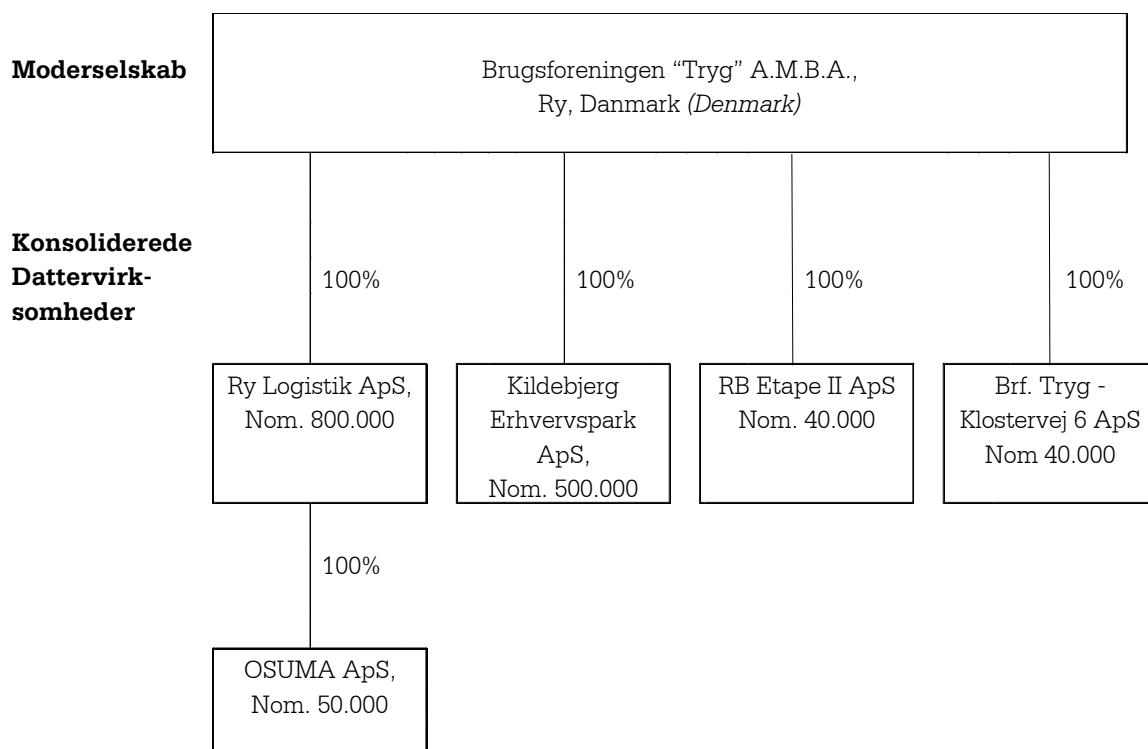 Moderselskab
Brugsforeningen “Tryg” A.M.B.A.,
Ry, Danmark (Denmark)
Konsoliderede
Dattervirk-
somheder
100%
100%
100%
100%
Ry Logistik ApS,
Nom. 800.000
Kildebjerg
Erhvervspark
ApS,
Nom. 500.000
RB Etape II ApS
Nom. 40.000
Brf. Tryg -
Klostervej 6 ApS
Nom 40.000
100%
OSUMA ApS,
Nom. 50.000